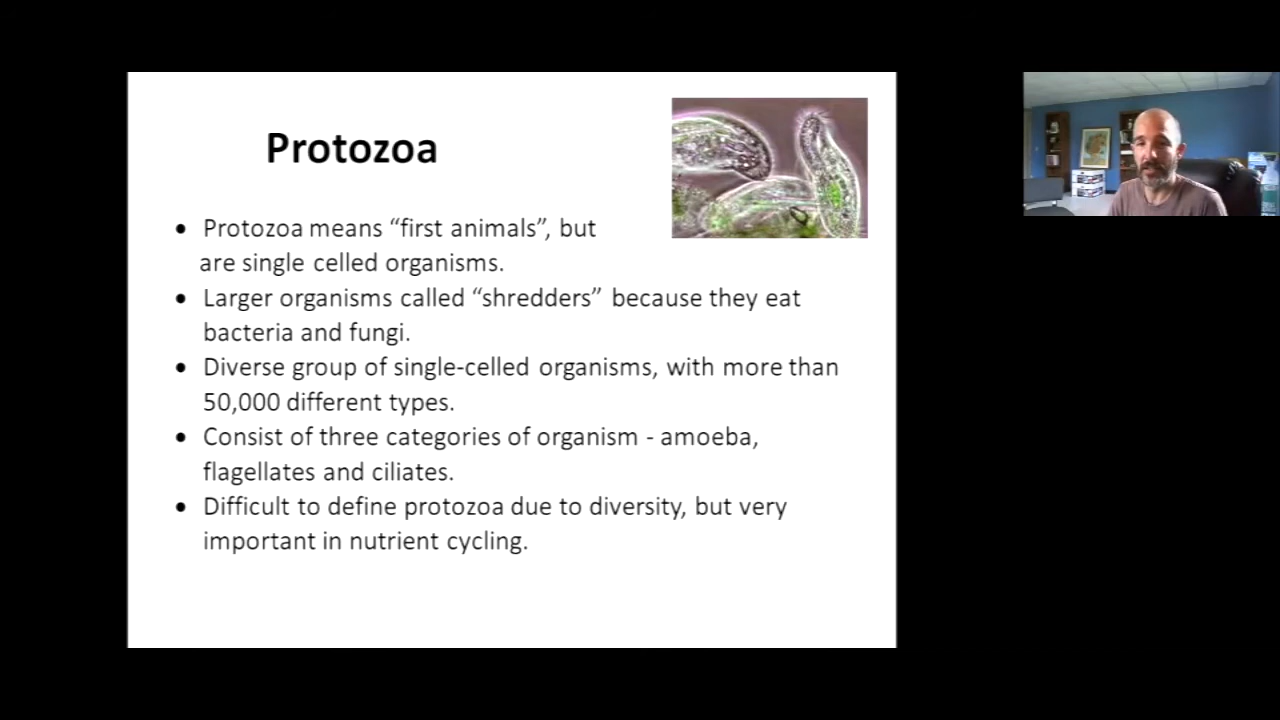 Protozoa
• Protozoa means “first animals”, but
are single celled organisms.
• Larger organisms called “shredders” because they eat
bacteria and fungi.
• Diverse group of single-celled organisms, with more than
50,000 different types.
• Consist of three categories of organism - amoeba,
flagellates and ciliates.
• Difficult to define protozoa due to diversity, but very
important in nutrient cycling.